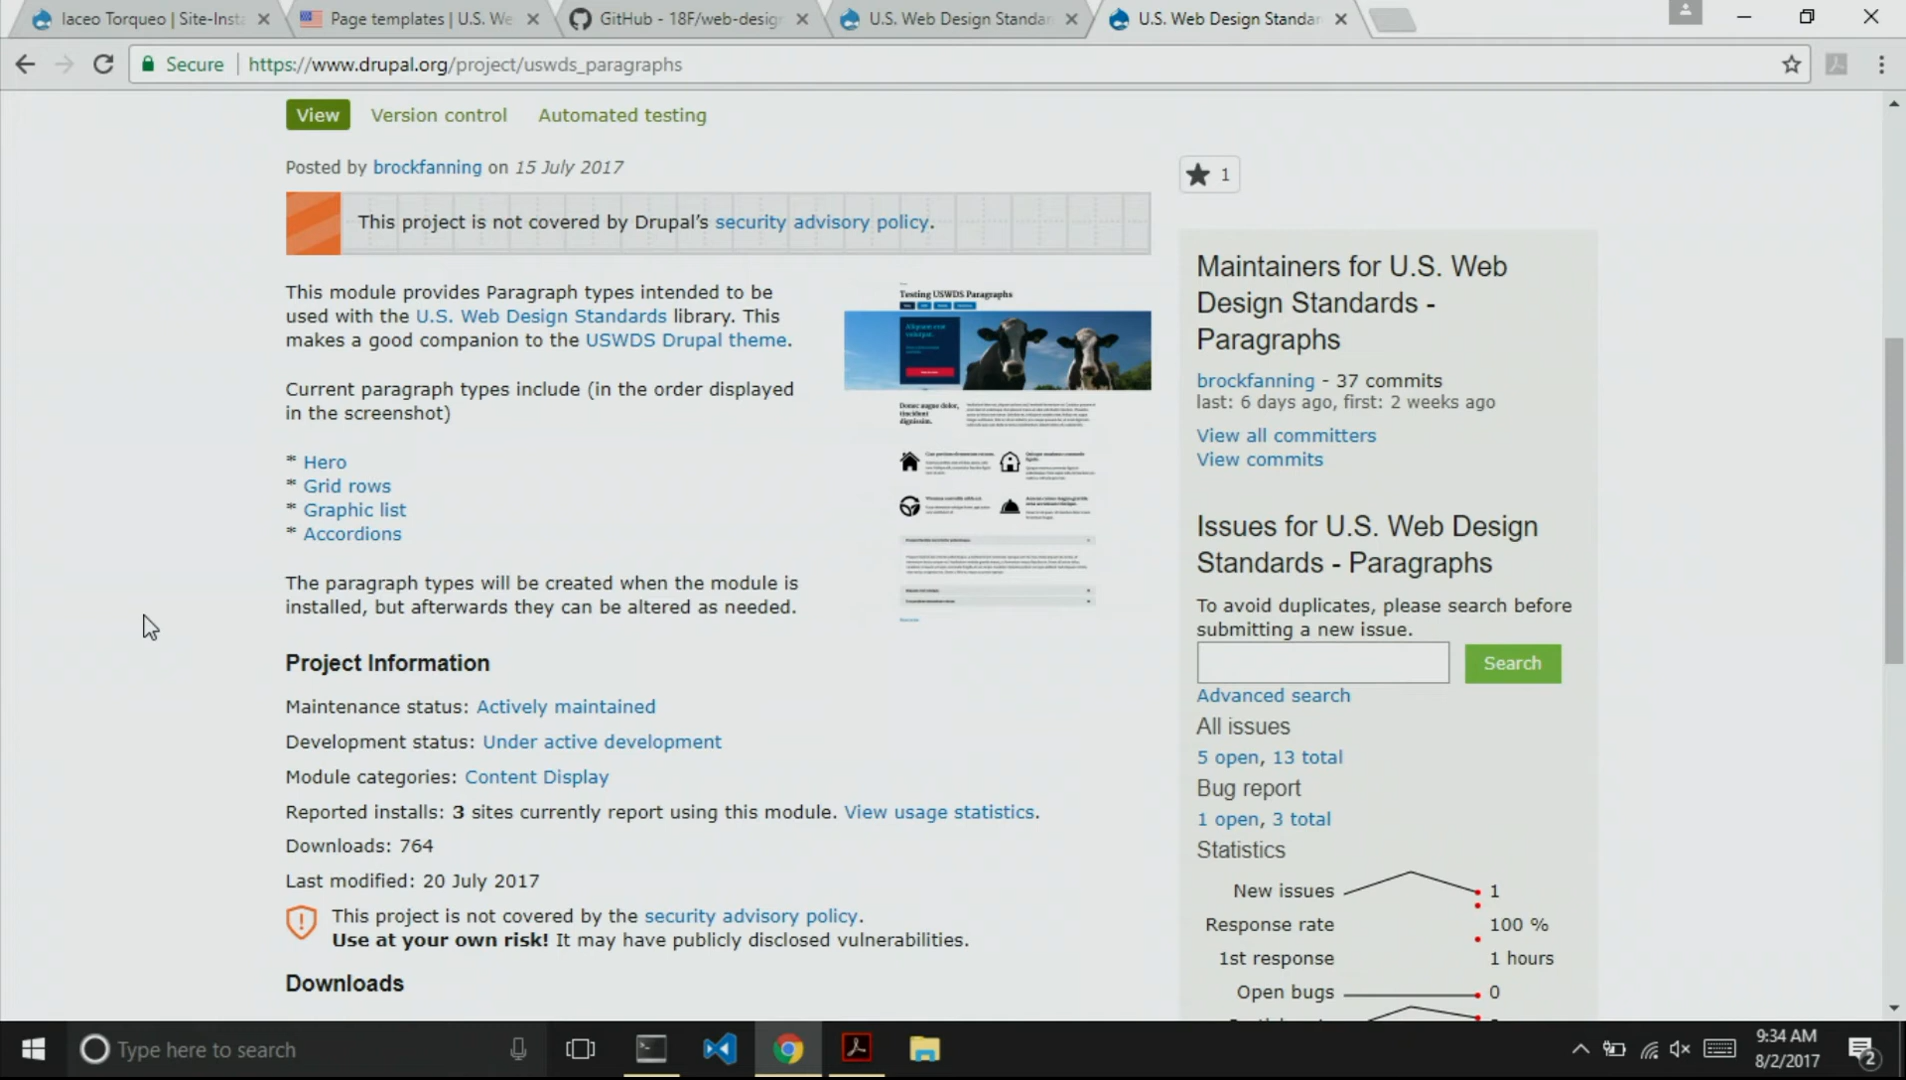 Iaceo Torqueo | Site-Insta
Page templates | U.S. We
GitHub - 18F/web-desig
U.S. Web Design Standar
U.S. Web Design Standar
Secure
https://www.drupal.org/project/uswds_paragraphs
View
Version control
Automated testing
Posted by brockfanning on 15 July 2017
This project is not covered by Drupal's security advisory policy.
This module provides Paragraph types intended to be
used with the U.S. Web Design Standards library. This
makes a good companion to the USWDS Drupal theme.
Current paragraph types include (in the order displayed
in the screenshot)
* Hero
* Grid rows
* Graphic list
* Accordions
The paragraph types will be created when the module is
installed, but afterwards they can be altered as needed.
Testing USWDS Paragraphs
Donec augue dolor,
tincidunt
dignissim.
Project Information
Maintenance status: Actively maintained
Development status: Under active development
Module categories: Content Display
Reported installs: 3 sites currently report using this module. View usage statistics.
Downloads: 764
Last modified: 20 July 2017
This project is not covered by the security advisory policy.
Use at your own risk! It may have publicly disclosed vulnerabilities.
Downloads
1
Maintainers for U.S. Web
Design Standards -
Paragraphs
brockfanning - 37 commits
last: 6 days ago, first: 2 weeks ago
View all committers
View commits
Issues for U.S. Web Design
Standards - Paragraphs
To avoid duplicates, please search before
submitting a new issue.
Search
Advanced search
All issues
5 open, 13 total
Bug report
1 open, 3 total
Statistics
New issues 1
Response rate 100 %
1st response 1 hours
Open bugs 0
Type here to search
9:34 AM
8/2/2017
2